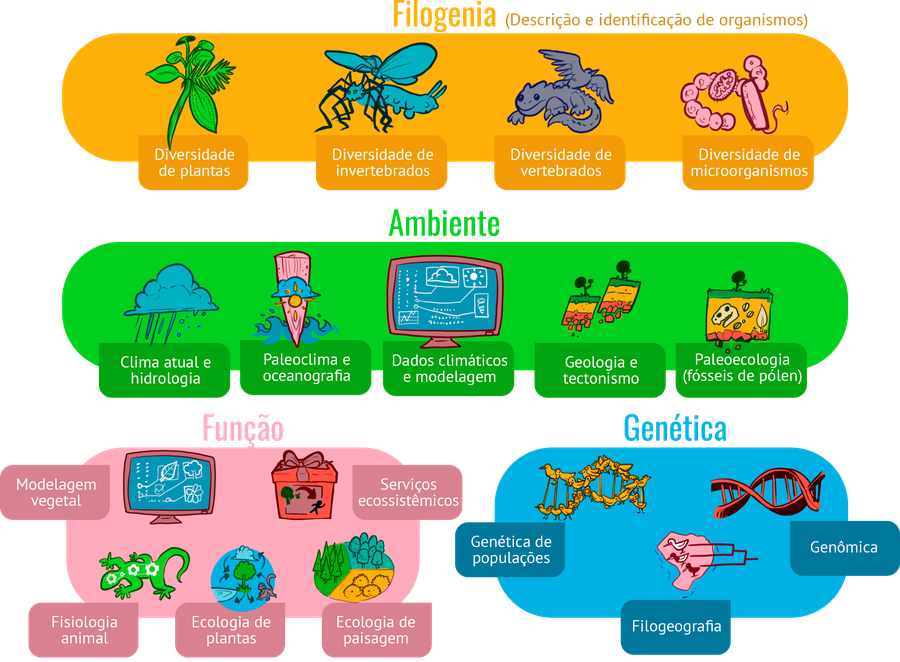 Filogenia (Descrição e identificação de organismos)
Diversidade
de plantas
Diversidade de
invertebrados
Diversidade de
vertebrados
Diversidade de
microorganismos
Ambiente
Clima atual e
hidrologia
Paleoclima e
oceanografia
Dados climáticos
e modelagem
Geologia e
tectonismo
Paleoecologia
(fósseis de pólen)
Função
Modelagem
vegetal
Serviços
ecossistêmicos
Fisiologia
animal
Ecologia de
plantas
Ecologia de
paisagem
Genética
Genética de
populações
Genômica
Filogeografia